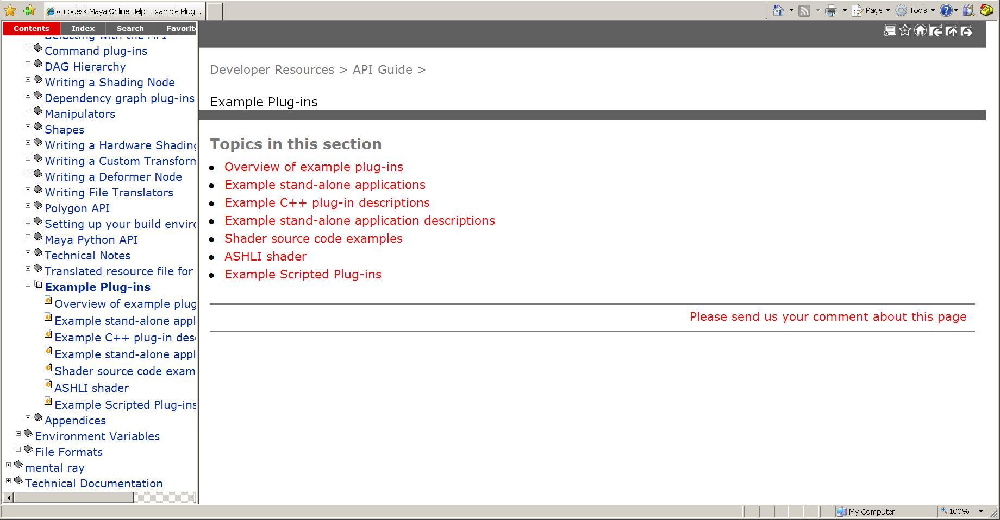 Autodesk Maya Online Help: Example Plug...
Page
Tools
Contents Index Search Favorit
Selecting with the API
Command plug-ins
DAG Hierarchy
Writing a Shading Node
Dependency graph plug-ins
Manipulators
Shapes
Writing a Hardware Shading
Writing a Custom Transform
Writing a Deformer Node
Writing File Translators
Polygon API
Setting up your build enviro
Maya Python API
Technical Notes
Translated resource file for
Example Plug-ins
Overview of example plug
Example stand-alone appl
Example C++ plug-in des
Example stand-alone appl
Shader source code exam
ASHLI shader
Example Scripted Plug-ins
Appendices
Environment Variables
File Formats
mental ray
Technical Documentation
Developer Resources > API Guide >
Example Plug-ins
Topics in this section
Overview of example plug-ins
Example stand-alone applications
Example C++ plug-in descriptions
Example stand-alone application descriptions
Shader source code examples
ASHLI shader
Example Scripted Plug-ins
Please send us your comment about this page
My Computer
100%